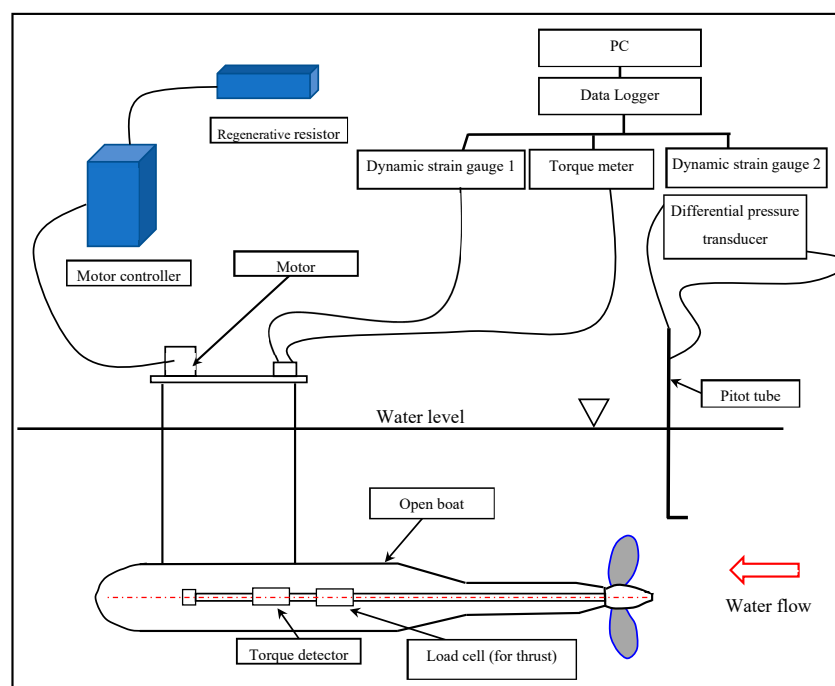 PC
Data Logger
Regenerative resistor
Dynamic strain gauge 1
Torque meter
Dynamic strain gauge 2
Differential pressure
transducer
Motor controller
Motor
Pitot tube
Water level
Open boat
Water flow
Torque detector
Load cell (for thrust)